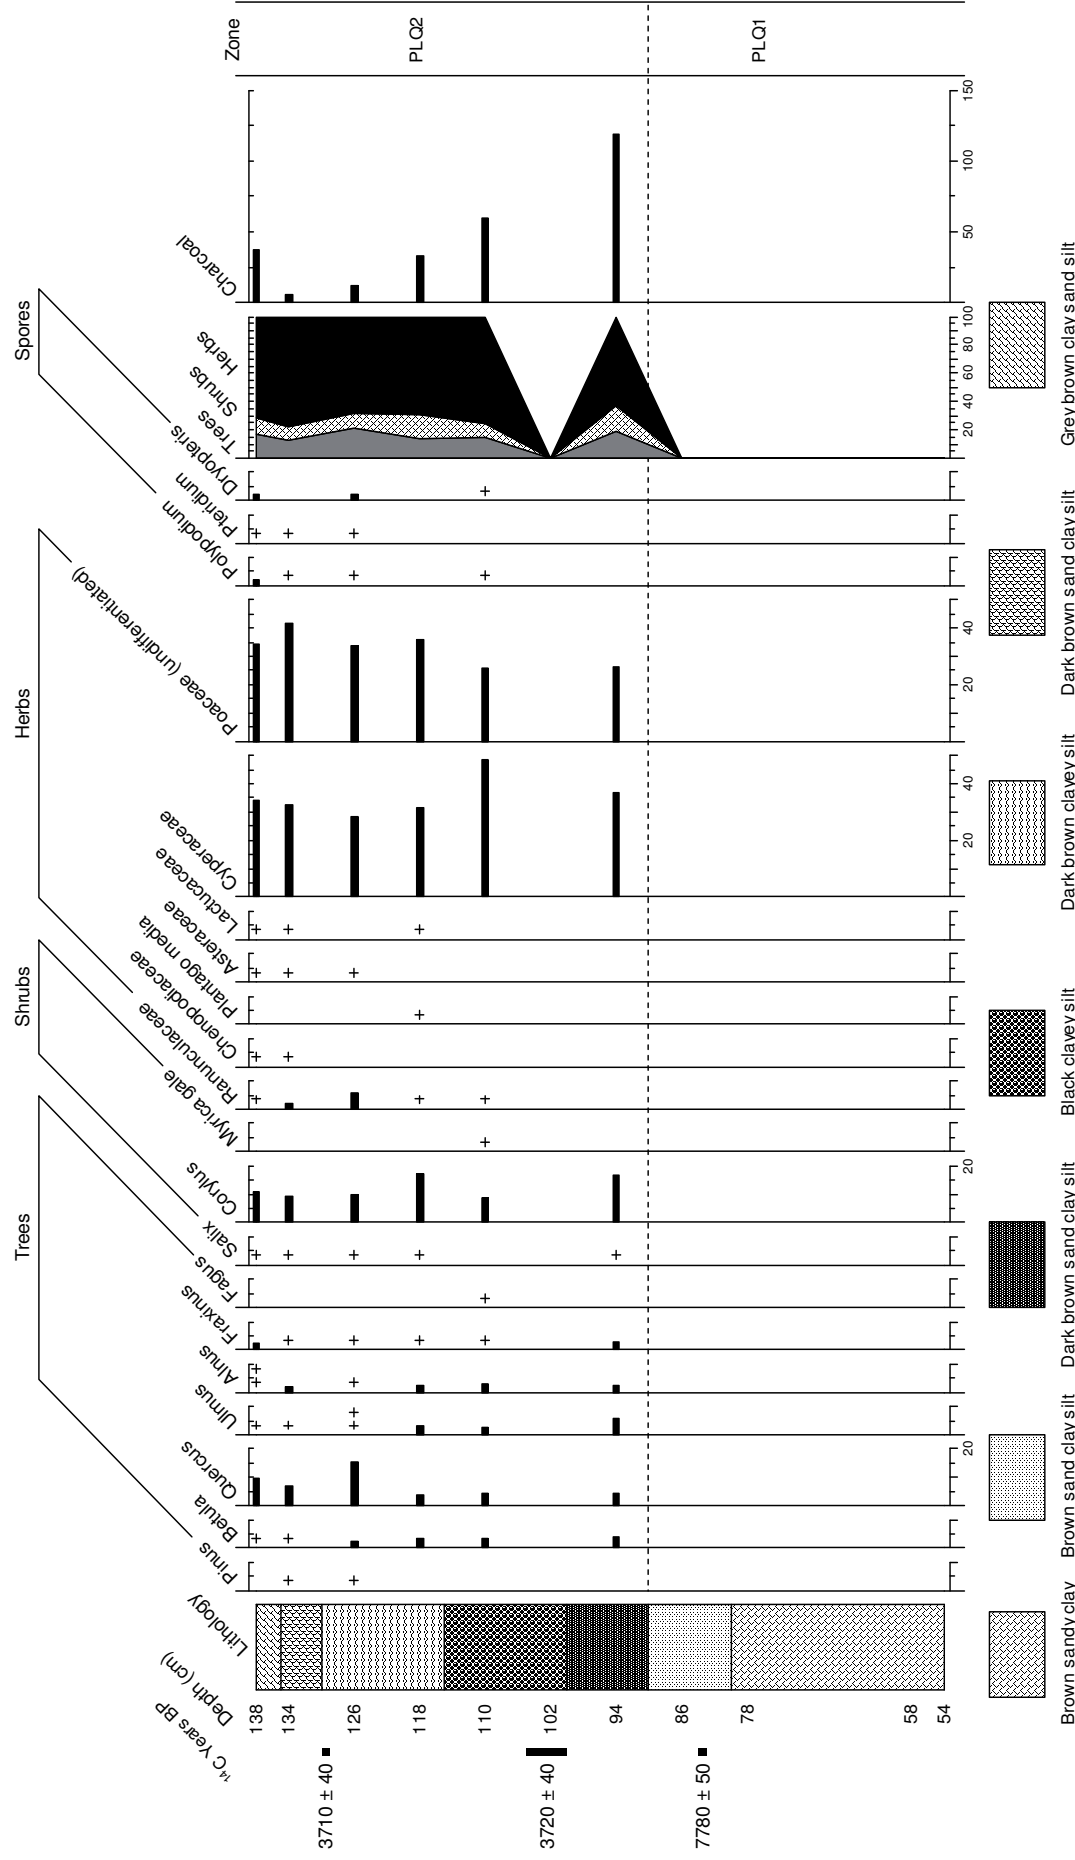 Trees
Shrubs
Herbs
Spores
¹⁴C Years BP
Depth (cm)
Lithology
Pinus
Betula
Quercus
Ulmus
Alnus
Fraxinus
Fagus
Salix
Corylus
Myrica gale
Ranunculaceae
Chenopodiaceae
Plantago media
Asteraceae
Lactucaceae
Cyperaceae
Poaceae (undifferentiated)
Polypodium
Pteridium
Dryopteris
Trees
Shrubs
Herbs
Charcoal
Zone
138
134
3710 ± 40
126
118
110
3720 ± 40
102
94
7780 ± 50
86
78
58
54
PLQ2
PLQ1
20
20
20 40
20 40
20 40 60 80 100
50 100 150
Brown sandy clay
Brown sand clay silt
Dark brown sand clay silt
Black clayey silt
Dark brown clayey silt
Dark brown sand clay silt
Grey brown clay sand silt